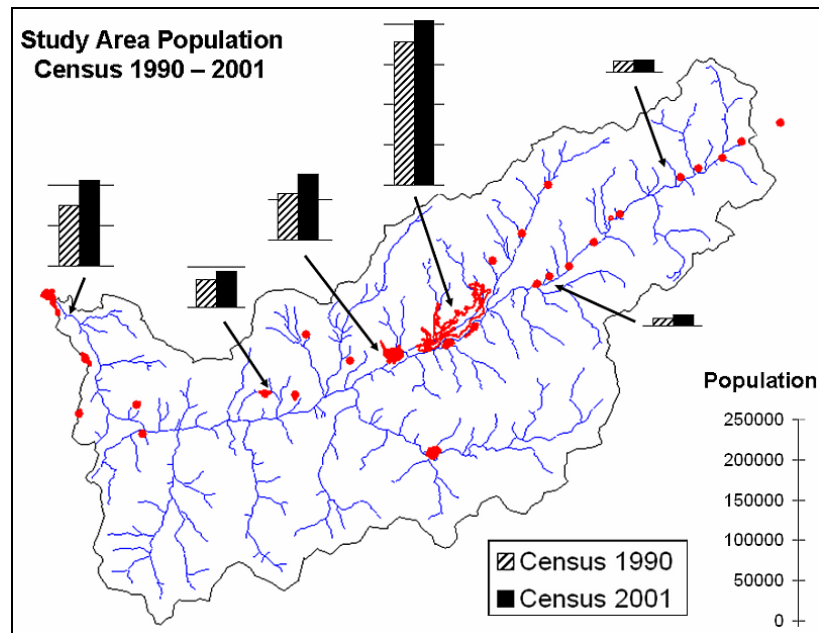 Study Area Population
Census 1990 – 2001
Population
250000
200000
150000
100000
50000
0
Census 1990
Census 2001